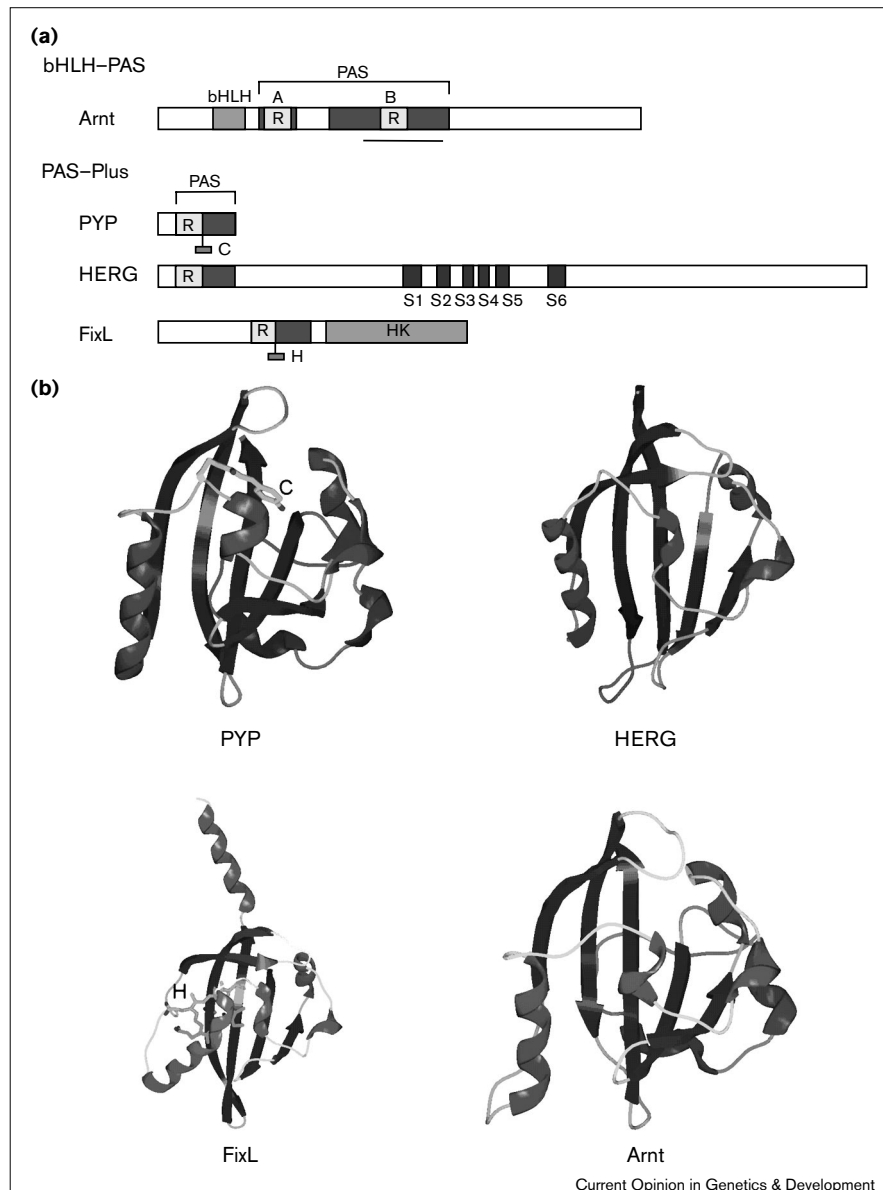 (a)
bHLH–PAS
PAS
bHLH A B
Arnt R R
PAS–Plus
PAS
PYP R
C
HERG R
S1 S2 S3 S4 S5 S6
FixL R HK
H
(b)
C
PYP HERG
H
FixL Arnt
Current Opinion in Genetics & Development